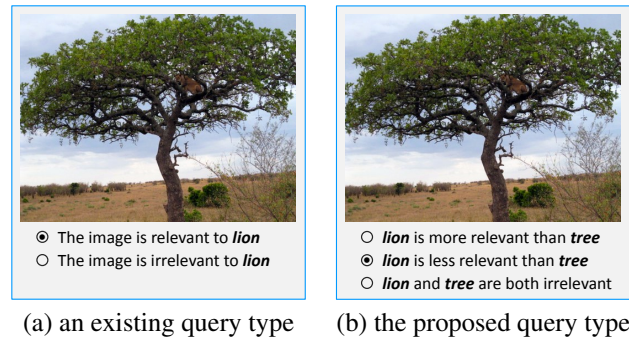 The image is relevant to lion
The image is irrelevant to lion
(a) an existing query type
lion is more relevant than tree
lion is less relevant than tree
lion and tree are both irrelevant
(b) the proposed query type